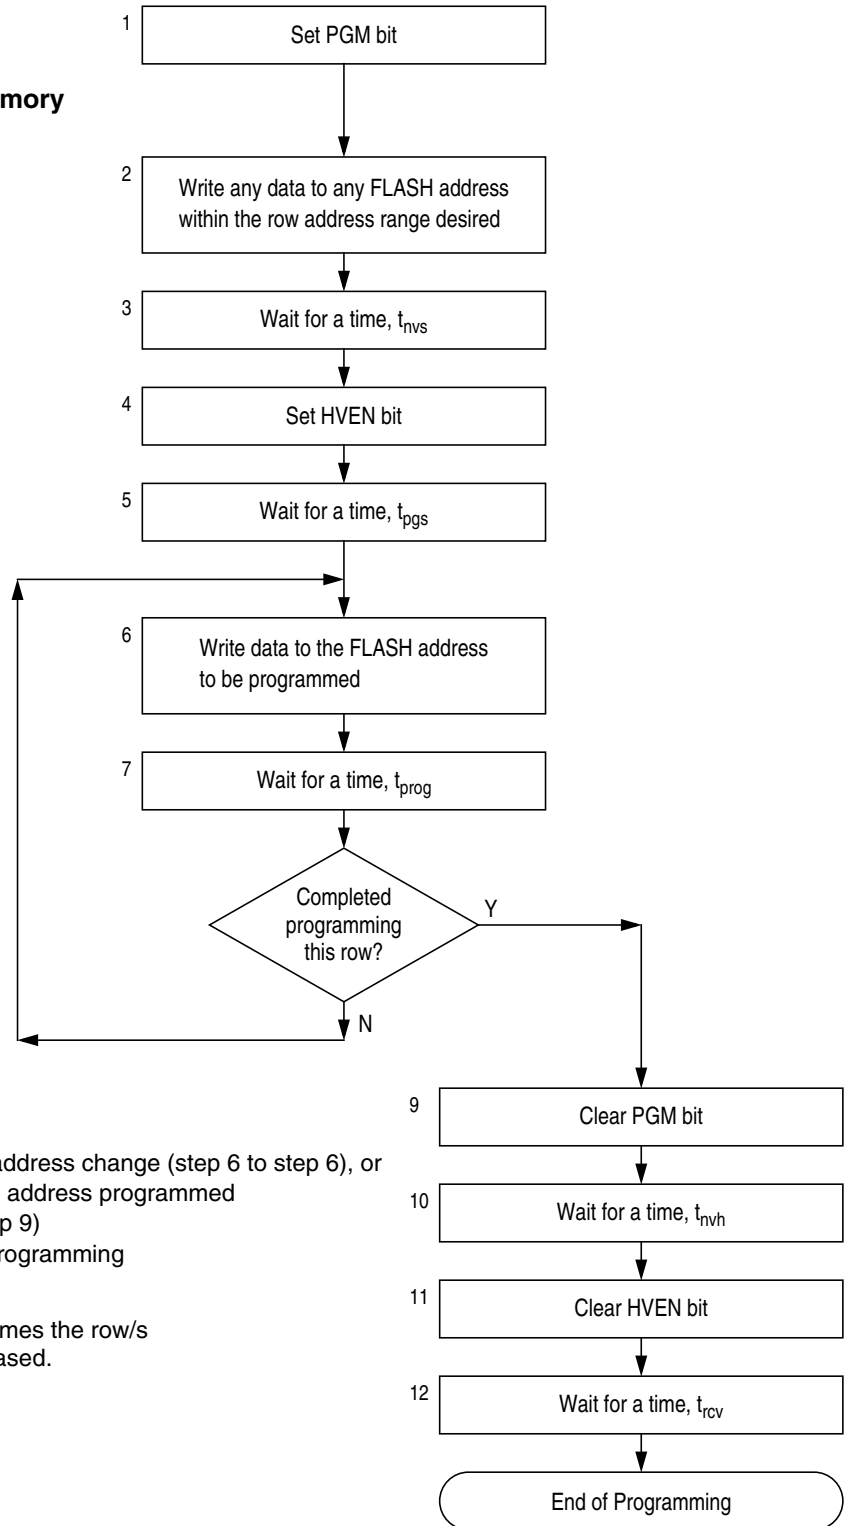 1
Set PGM bit
mory
2
Write any data to any FLASH address
within the row address range desired
3
Wait for a time, tnvs
4
Set HVEN bit
5
Wait for a time, tpgs
6
Write data to the FLASH address
to be programmed
7
Wait for a time, tprog
Completed
programming
this row?
Y
N
9
Clear PGM bit
address change (step 6 to step 6), or
address programmed
p 9)
rogramming
10
Wait for a time, tnvh
11
Clear HVEN bit
mes the row/s
ased.
12
Wait for a time, trcv
End of Programming